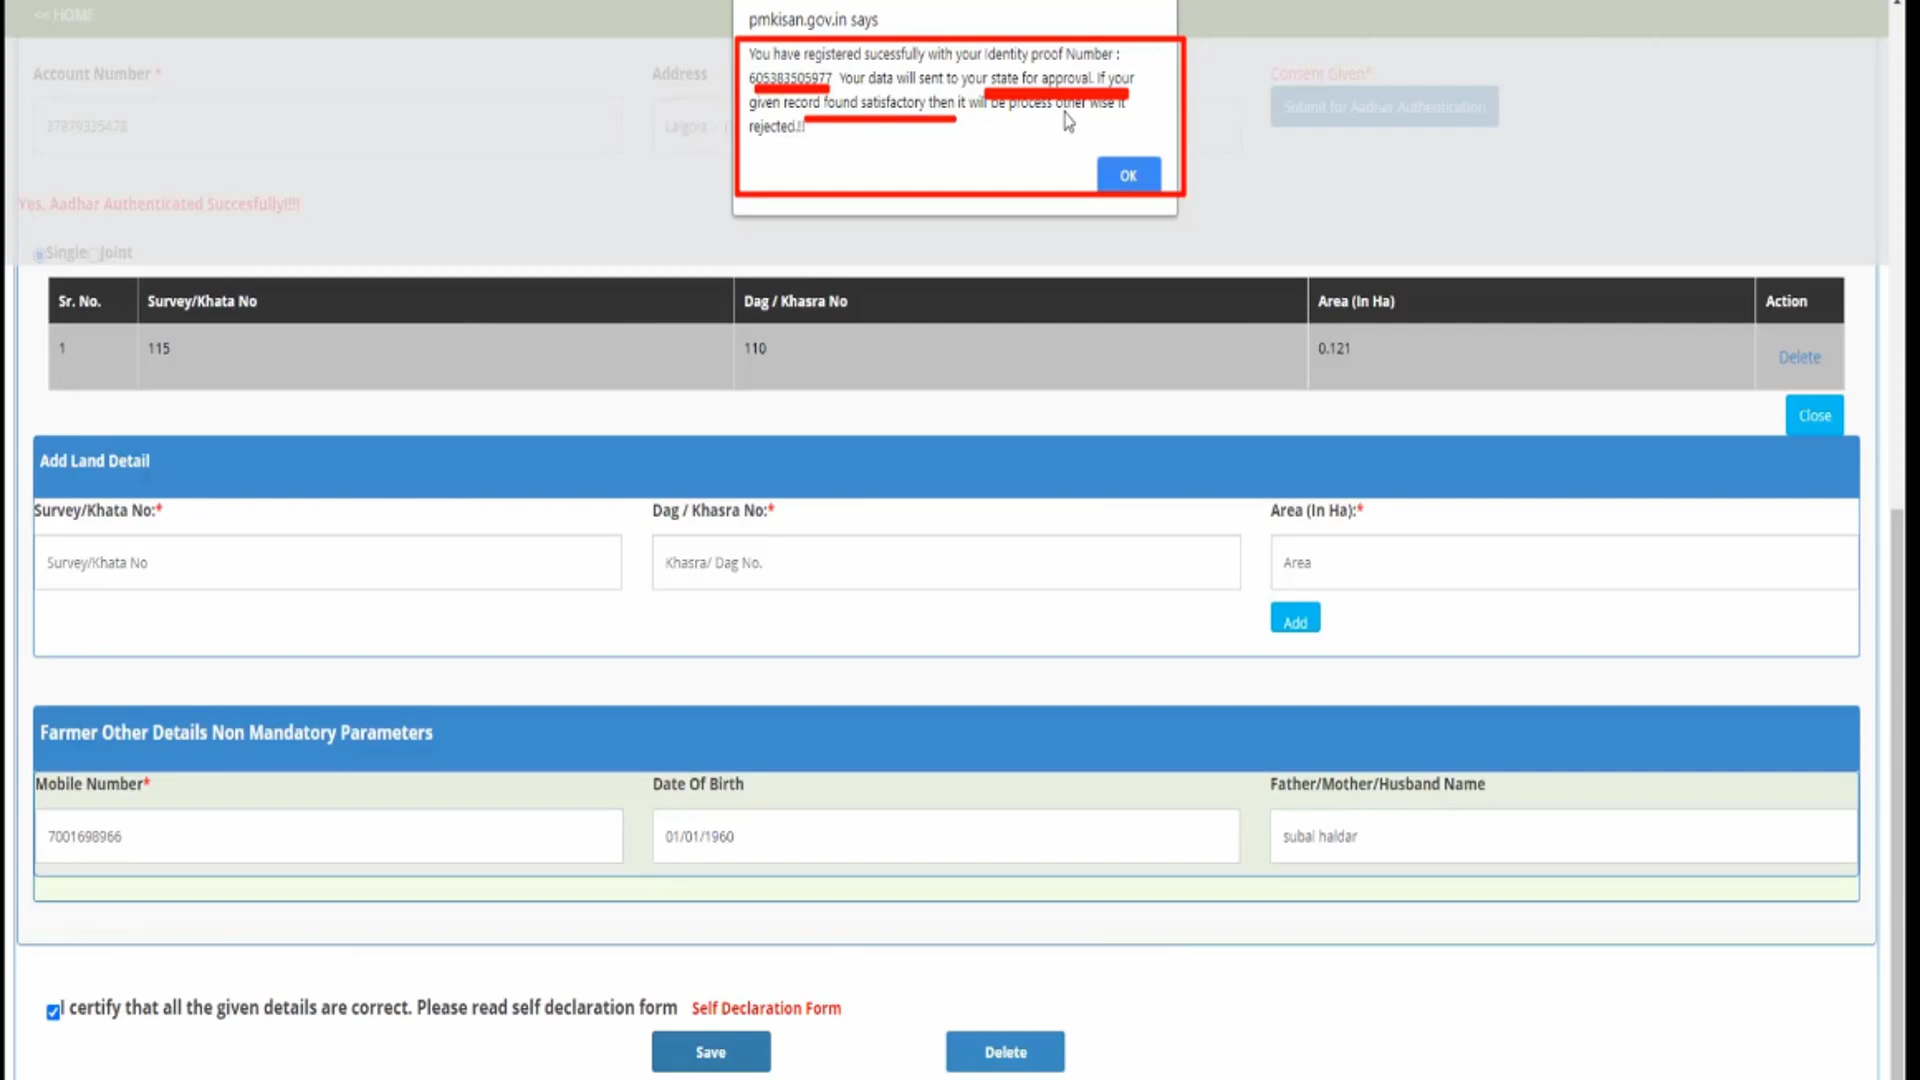 << HOME
pmkisan.gov.in says
You have registered sucessfully with your Identity proof Number :
605383505977 Your data will sent to your state for approval. If your
given record found satisfactory then it will be process other wise it
rejected.!!
OK
Account Number *
Address
Consent Given*
37879335478
Submit for Aadhar Authentication
Yes, Aadhar Authenticated Succesfully!!!!
Single Joint
Sr. No. Survey/Khata No Dag / Khasra No Area (In Ha) Action
1 115 110 0.121 Delete
Close
Add Land Detail
Survey/Khata No:* Dag / Khasra No:* Area (In Ha):*
Survey/Khata No Khasra/ Dag No. Area
Add
Farmer Other Details Non Mandatory Parameters
Mobile Number* Date Of Birth Father/Mother/Husband Name
7001698966 01/01/1960 subal haldar
I certify that all the given details are correct. Please read self declaration form Self Declaration Form
Save Delete